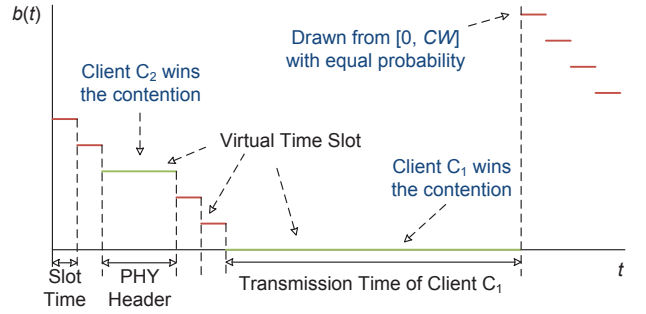 b(t)
Drawn from [0, CW]
with equal probability
Client C2 wins
the contention
Virtual Time Slot
Client C1 wins
the contention
Slot
Time
PHY
Header
Transmission Time of Client C1
t